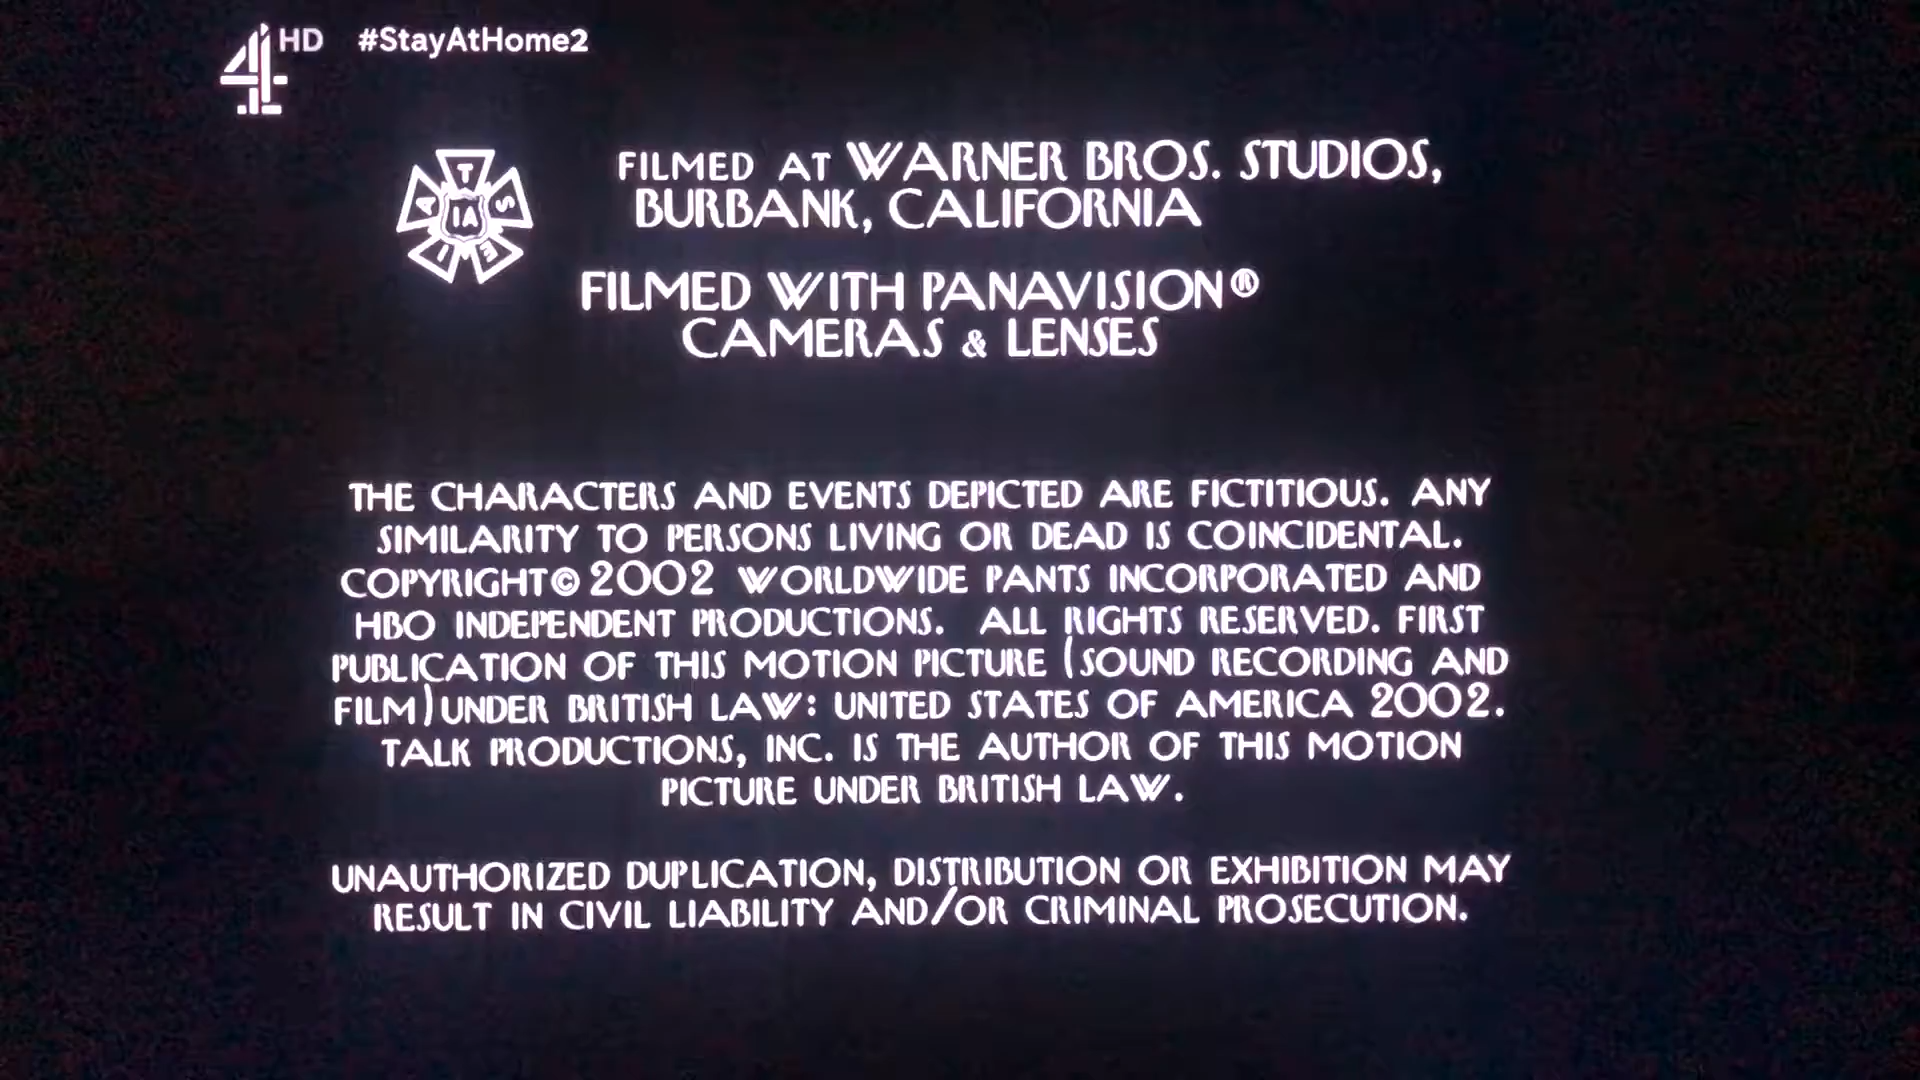 4 HD #StayAtHome2
FILMED AT WARNER BROS. STUDIOS,
BURBANK, CALIFORNIA
IATSE IA
FILMED WITH PANAVISION®
CAMERAS & LENSES
THE CHARACTERS AND EVENTS DEPICTED ARE FICTITIOUS. ANY
SIMILARITY TO PERSONS LIVING OR DEAD IS COINCIDENTAL.
COPYRIGHT© 2002 WORLDWIDE PANTS INCORPORATED AND
HBO INDEPENDENT PRODUCTIONS. ALL RIGHTS RESERVED. FIRST
PUBLICATION OF THIS MOTION PICTURE (SOUND RECORDING AND
FILM) UNDER BRITISH LAW: UNITED STATES OF AMERICA 2002.
TALK PRODUCTIONS, INC. IS THE AUTHOR OF THIS MOTION
PICTURE UNDER BRITISH LAW.
UNAUTHORIZED DUPLICATION, DISTRIBUTION OR EXHIBITION MAY
RESULT IN CIVIL LIABILITY AND/OR CRIMINAL PROSECUTION.